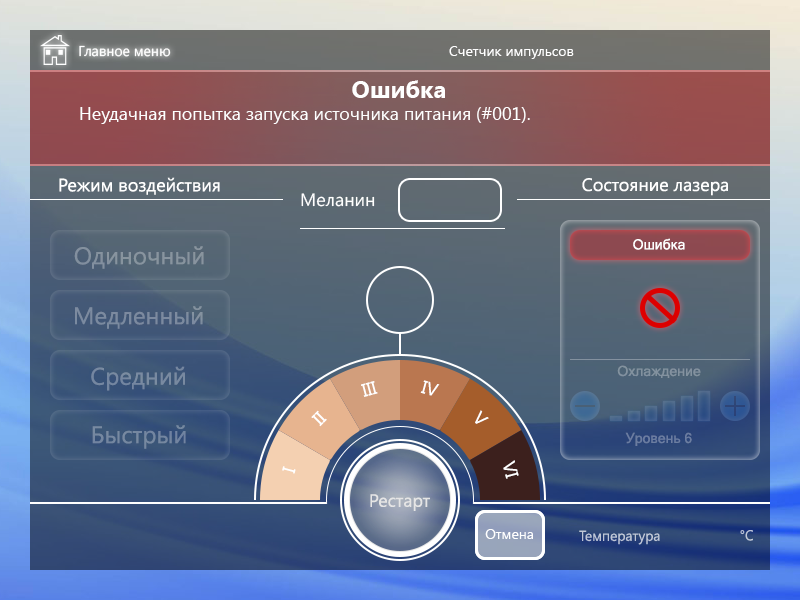 Главное меню
Счетчик импульсов
Ошибка
Неудачная попытка запуска источника питания (#001).
Режим воздействия
Меланин
Состояние лазера
Одиночный
Медленный
Средний
Быстрый
Ошибка
Охлаждение
Уровень 6
I
II
III
IV
V
VI
Рестарт
Отмена
Температура
°C